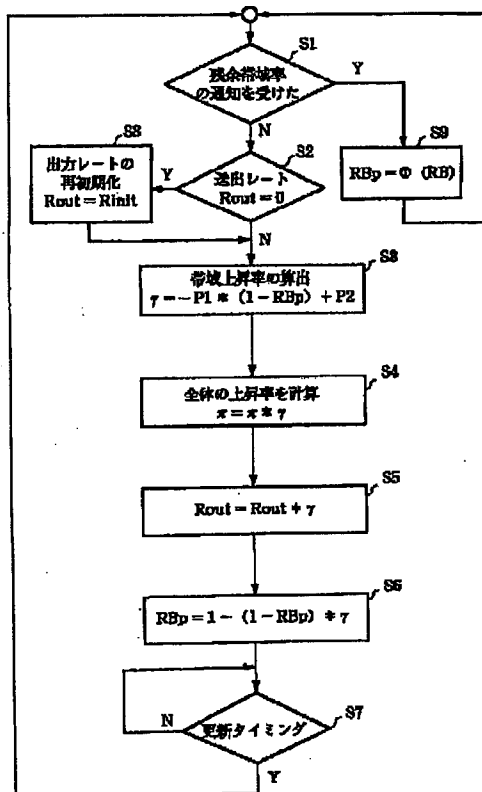 S1
残余帯域率
の通知を受けた
Y
N
S9
RBp=Φ (RB)
S2
送出レート
Rout=0
Y
N
S8
出力レートの
再初期化
Rout=Rinit
S3
帯域上昇率の算出
γ=-P1*(1-RBp)+P2
S4
全体の上昇率を計算
π=π*γ
S5
Rout=Rout*γ
S6
RBp=1-(1-RBp)*γ
S7
更新タイミング
N
Y